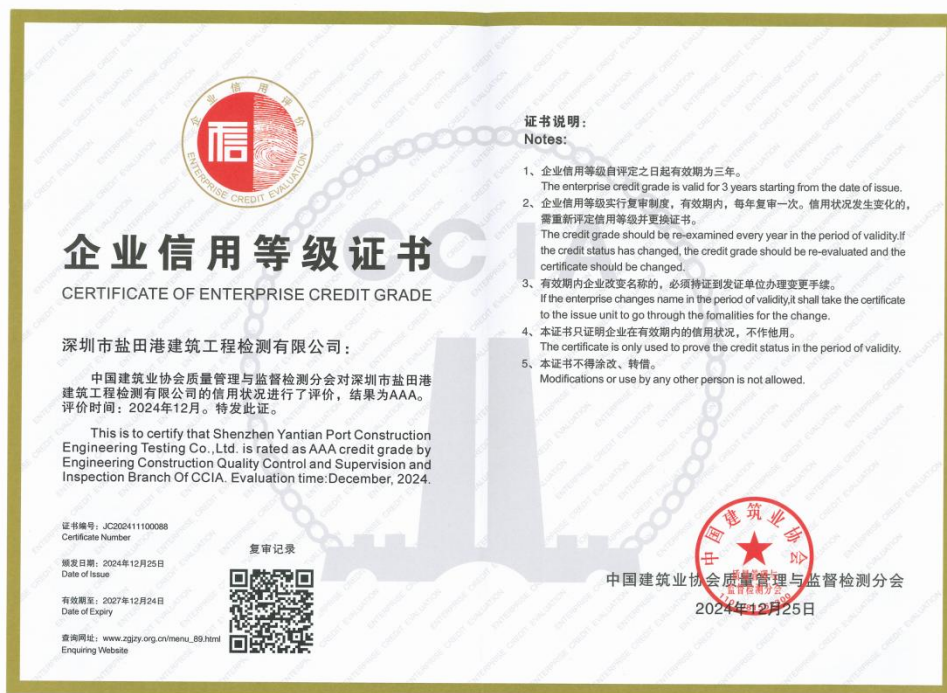 企业信用评价
ENTERPRISE CREDIT EVALUATION
信
企业信用等级证书
CERTIFICATE OF ENTERPRISE CREDIT GRADE
深圳市盐田港建筑工程检测有限公司：
中国建筑业协会质量管理与监督检测分会对深圳市盐田港
建筑工程检测有限公司的信用状况进行了评价，结果为AAA。
评价时间：2024年12月。特发此证。
This is to certify that Shenzhen Yantian Port Construction
Engineering Testing Co.,Ltd. is rated as AAA credit grade by
Engineering Construction Quality Control and Supervision and
Inspection Branch Of CCIA. Evaluation time:December, 2024.
证书编号：JC202411100088
Certificate Number
颁发日期：2024年12月25日
Date of Issue
有效期至：2027年12月24日
Date of Expiry
查询网址：www.zgjzy.org.cn/menu_89.html
Enquiring Website
复审记录
证书说明：
Notes:
1、企业信用等级自评定之日起有效期为三年。
The enterprise credit grade is valid for 3 years starting from the date of issue.
2、企业信用等级实行复审制度，有效期内，每年复审一次。信用状况发生变化的，
需重新评定信用等级并更换证书。
The credit grade should be re-examined every year in the period of validity.If
the credit status has changed, the credit grade should be re-evaluated and the
certificate should be changed.
3、有效期内企业改变名称的，必须持证到发证单位办理变更手续。
If the enterprise changes name in the period of validity,it shall take the certificate
to the issue unit to go through the fomalities for the change.
4、本证书只证明企业在有效期内的信用状况，不作他用。
The certificate is only used to prove the credit status in the period of validity.
5、本证书不得涂改、转借。
Modifications or use by any other person is not allowed.
CCIA
中国建筑业协会
质量管理与
监督检测分会
中国建筑业协会质量管理与监督检测分会
2024年12月25日